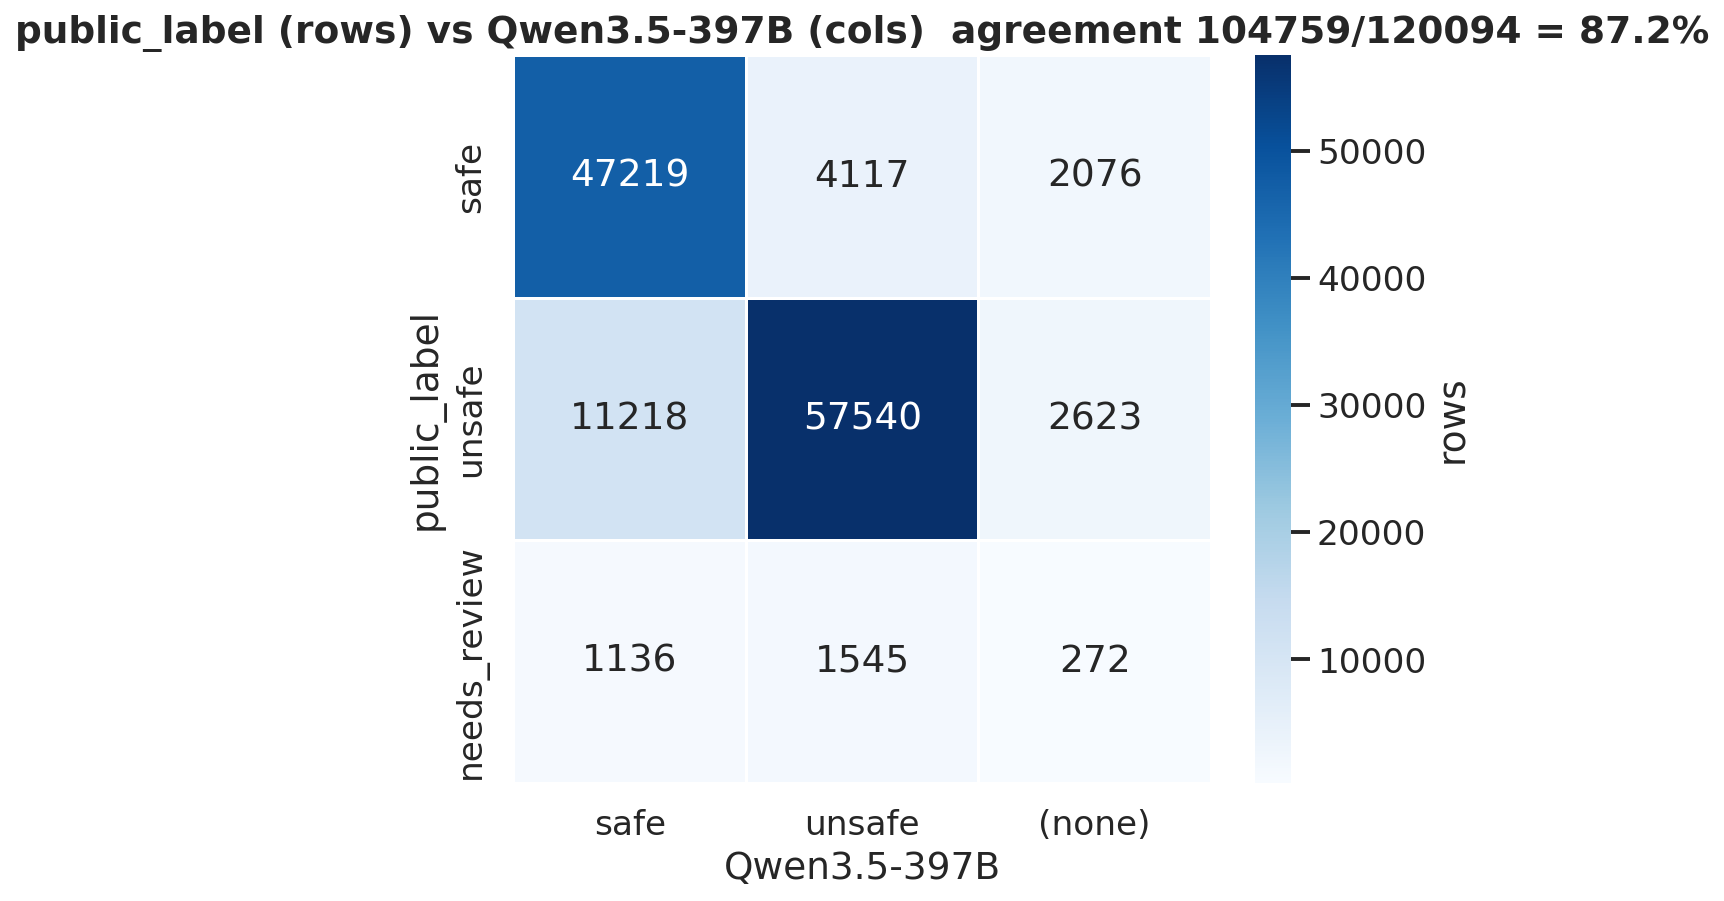 public_label (rows) vs Qwen3.5-397B (cols)  agreement 104759/120094 = 87.2%
public_label
safe
47219
4117
2076
unsafe
11218
57540
2623
needs_review
1136
1545
272
safe
unsafe
(none)
Qwen3.5-397B
50000
40000
30000
20000
10000
rows